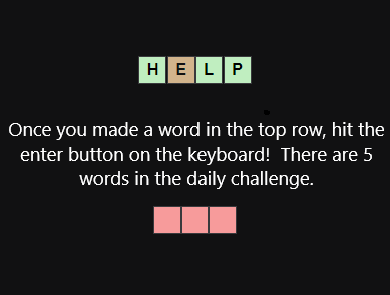 HELP
Once you made a word in the top row, hit the
enter button on the keyboard!  There are 5
words in the daily challenge.